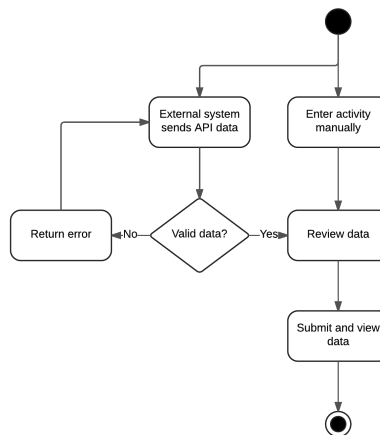 External system
sends API data
Enter activity
manually
Return error
No
Valid data?
Yes
Review data
Submit and view
data